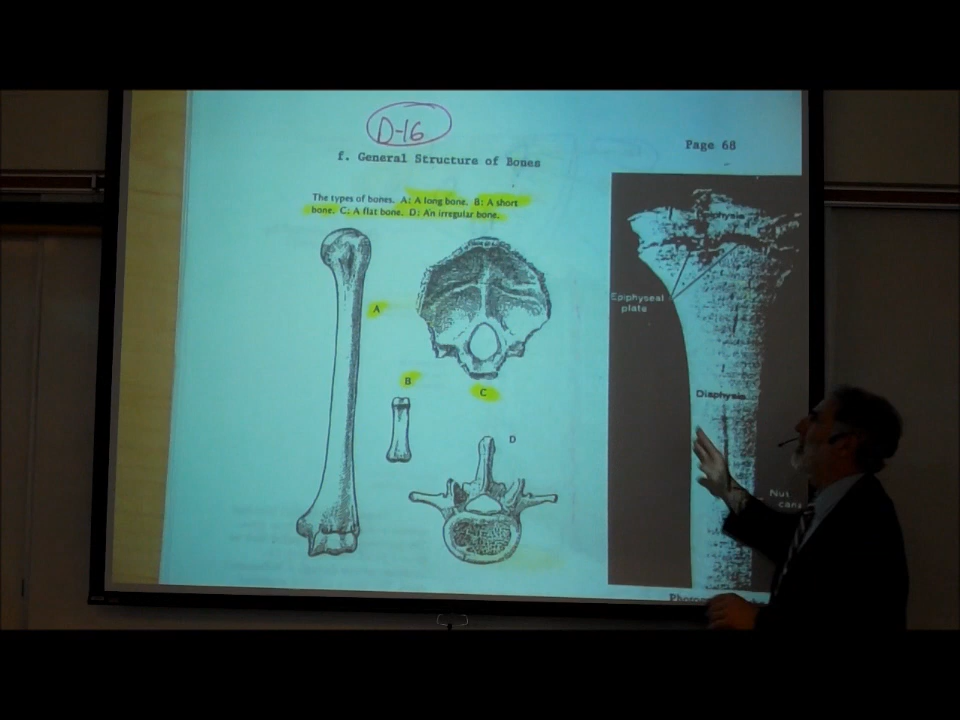 D-16
Page 68
f. General Structure of Bones
The types of bones. A: A long bone. B: A short
bone. C: A flat bone. D: An irregular bone.
A
B
C
D
Epiphysis
Epiphyseal
plate
Diaphysis